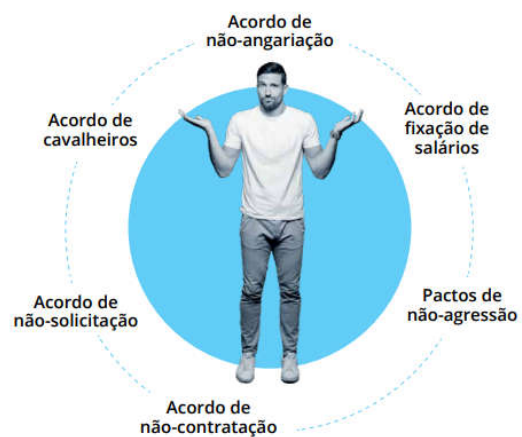 Acordo de
não-angariação
Acordo de
fixação de
salários
Pactos de
não-agressão
Acordo de
não-contratação
Acordo de
não-solicitação
Acordo de
cavalheiros